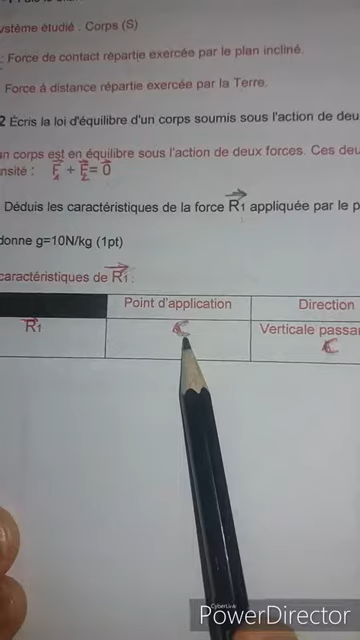 ystème étudié : Corps (S)
: Force de contact répartie exercée par le plan incliné.
Force à distance répartie exercée par la Terre.
2 Écris la loi d'équilibre d'un corps soumis sous l'action de deu
un corps est en équilibre sous l'action de deux forces. Ces deu
nsité : F1 + F2 = 0
Déduis les caractéristiques de la force R1 appliquée par le p
donne g=10N/kg (1pt)
caractéristiques de R1 :
Point d'application Direction
R1 C Verticale passa
C
CyberLink
PowerDirector